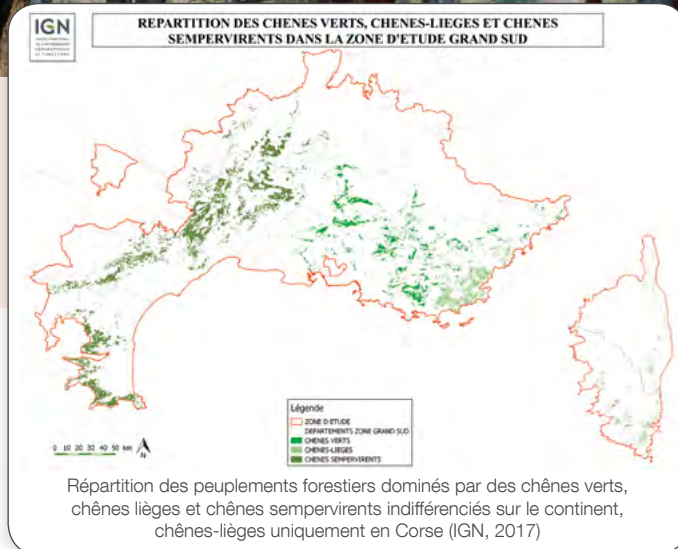 IGN
REPARTITION DES CHENES VERTS, CHENES-LIEGES ET CHENES
SEMPERVIRENTS DANS LA ZONE D'ETUDE GRAND SUD
0 10 20 30 40 50 KM
N
Légende
ZONE D'ETUDE
DEPARTEMENTS ZONE GRAND SUD
CHENES VERTS
CHENES-LIEGES
CHENES SEMPERVIRENTS
Répartition des peuplements forestiers dominés par des chênes verts,
chênes lièges et chênes sempervirents indifférenciés sur le continent,
chênes-lièges uniquement en Corse (IGN, 2017)